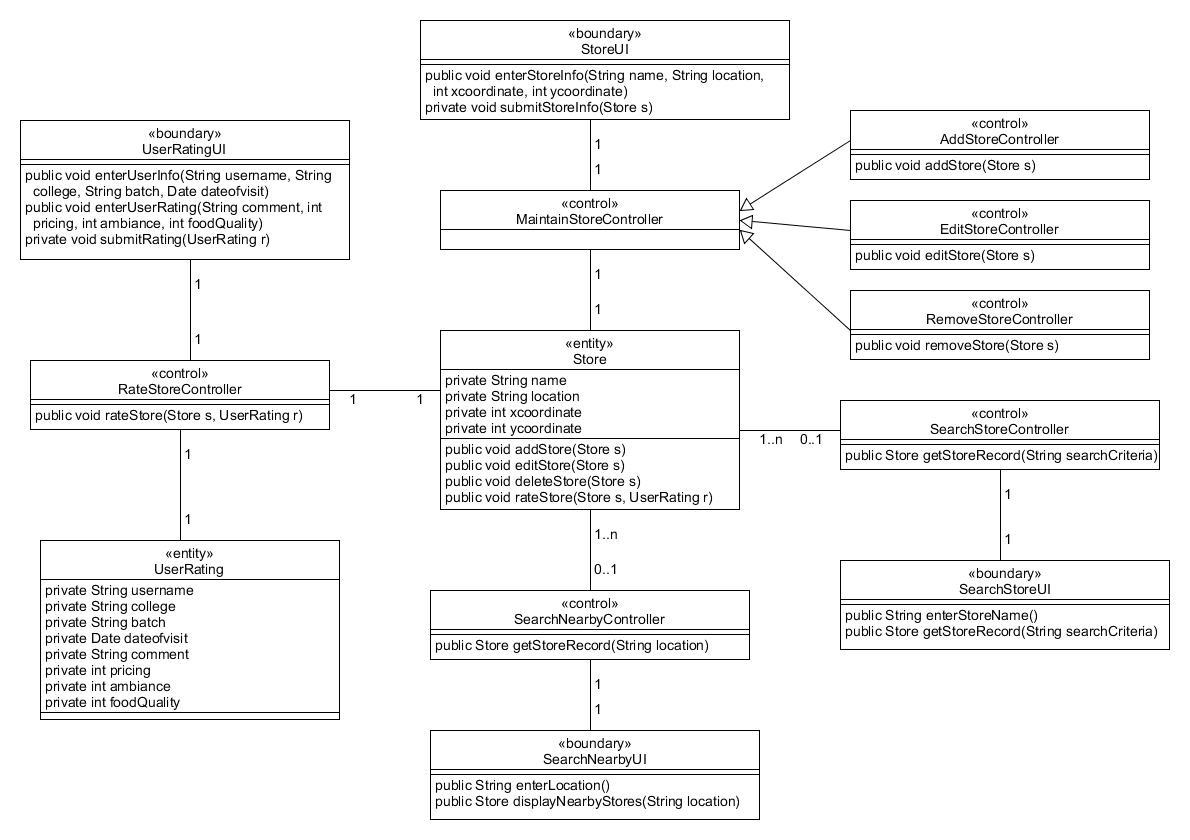 «boundary»
StoreUI
public void enterStoreInfo(String name, String location,
int xcoordinate, int ycoordinate)
private void submitStoreInfo(Store s)
1
1
«boundary»
UserRatingUI
public void enterUserInfo(String username, String
college, String batch, Date dateofvisit)
public void enterUserRating(String comment, int
pricing, int ambiance, int foodQuality)
private void submitRating(UserRating r)
1
1
«control»
MaintainStoreController
1
1
«control»
AddStoreController
public void addStore(Store s)
«control»
EditStoreController
public void editStore(Store s)
«control»
RemoveStoreController
public void removeStore(Store s)
«control»
RateStoreController
public void rateStore(Store s, UserRating r)
1
1
1
1
«entity»
Store
private String name
private String location
private int xcoordinate
private int ycoordinate
public void addStore(Store s)
public void editStore(Store s)
public void deleteStore(Store s)
public void rateStore(Store s, UserRating r)
1..n
0..1
1..n
0..1
«control»
SearchStoreController
public Store getStoreRecord(String searchCriteria)
1
1
«entity»
UserRating
private String username
private String college
private String batch
private Date dateofvisit
private String comment
private int pricing
private int ambiance
private int foodQuality
«control»
SearchNearbyController
public Store getStoreRecord(String location)
1
1
«boundary»
SearchStoreUI
public String enterStoreName()
public Store getStoreRecord(String searchCriteria)
«boundary»
SearchNearbyUI
public String enterLocation()
public Store displayNearbyStores(String location)